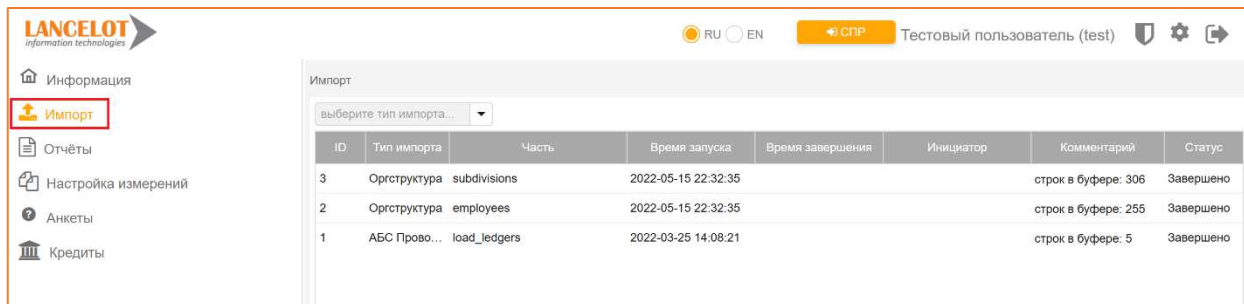 LANCELOT
information technologies
RU EN СПР Тестовый пользователь (test)
Информация
Импорт
Отчёты
Настройка измерений
Анкеты
Кредиты
Импорт
выберите тип импорта...
ID Тип импорта Часть Время запуска Время завершения Инициатор Комментарий Статус
3 Оргструктура subdivisions 2022-05-15 22:32:35 строк в буфере: 306 Завершено
2 Оргструктура employees 2022-05-15 22:32:35 строк в буфере: 255 Завершено
1 АБС Прово... load_ledgers 2022-03-25 14:08:21 строк в буфере: 5 Завершено